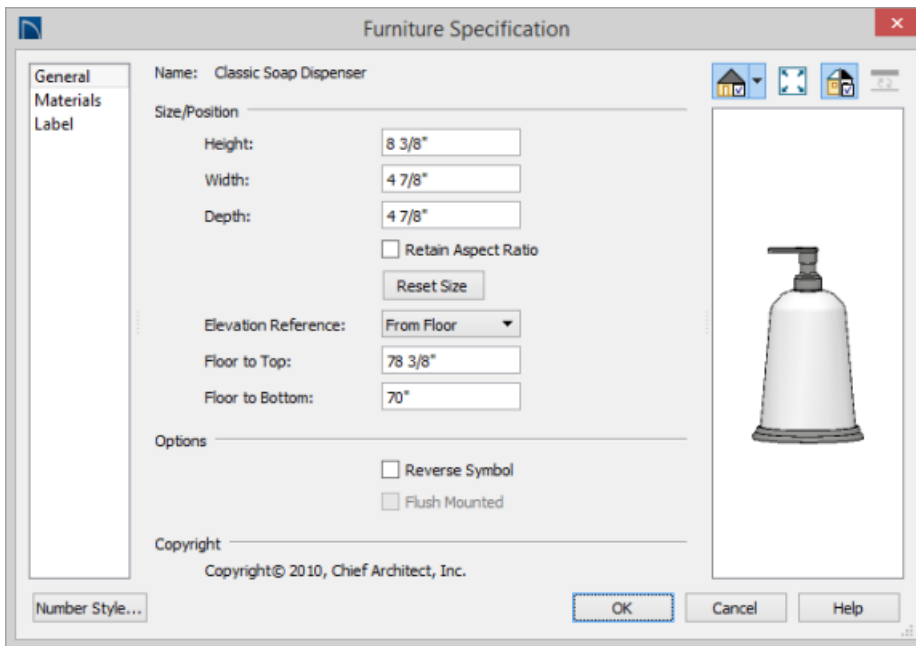 Furniture Specification
General
Materials
Label
Name: Classic Soap Dispenser
Size/Position
Height: 8 3/8"
Width: 4 7/8"
Depth: 4 7/8"
Retain Aspect Ratio
Reset Size
Elevation Reference: From Floor
Floor to Top: 78 3/8"
Floor to Bottom: 70"
Options
Reverse Symbol
Flush Mounted
Copyright
Copyright© 2010, Chief Architect, Inc.
Number Style... OK Cancel Help